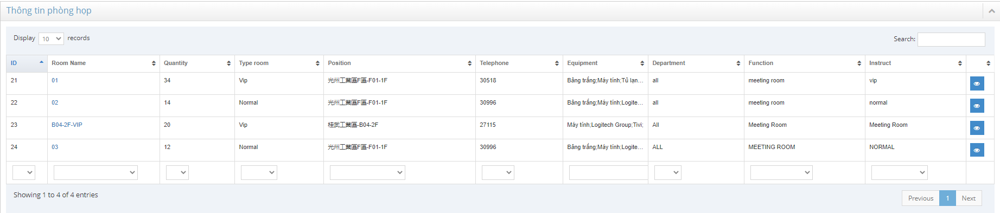 Thông tin phòng họp
Display 10 records Search:
ID Room Name Quantity Type room Position Telephone Equipment Department Function Instruct
21 01 34 Vip 光州工業區F區-F01-1F 30518 Bảng trắng;Máy tính;Tủ lạn... all meeting room vip
22 02 14 Normal 光州工業區F區-F01-1F 30996 Bảng trắng;Máy tính;Logite... all meeting room normal
23 B04-2F-VIP 20 Vip 桂武工業區-B04-2F 27115 Máy tính;Logitech Group;Tivi; All Meeting Room Meeting Room
24 03 12 Normal 光州工業區F區-F01-1F 30996 Bảng trắng;Máy tính;Logite... ALL MEETING ROOM NORMAL
Showing 1 to 4 of 4 entries Previous 1 Next